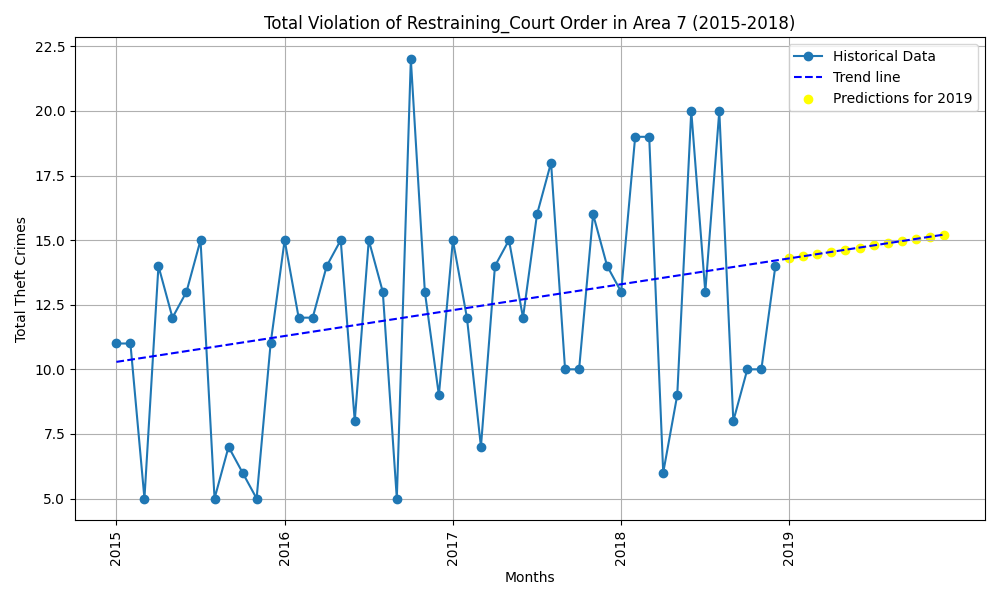 Total Violation of Restraining_Court Order in Area 7 (2015-2018)
Historical Data
Trend line
Predictions for 2019
Total Theft Crimes
22.5
20.0
17.5
15.0
12.5
10.0
7.5
5.0
2015
2016
2017
2018
2019
Months